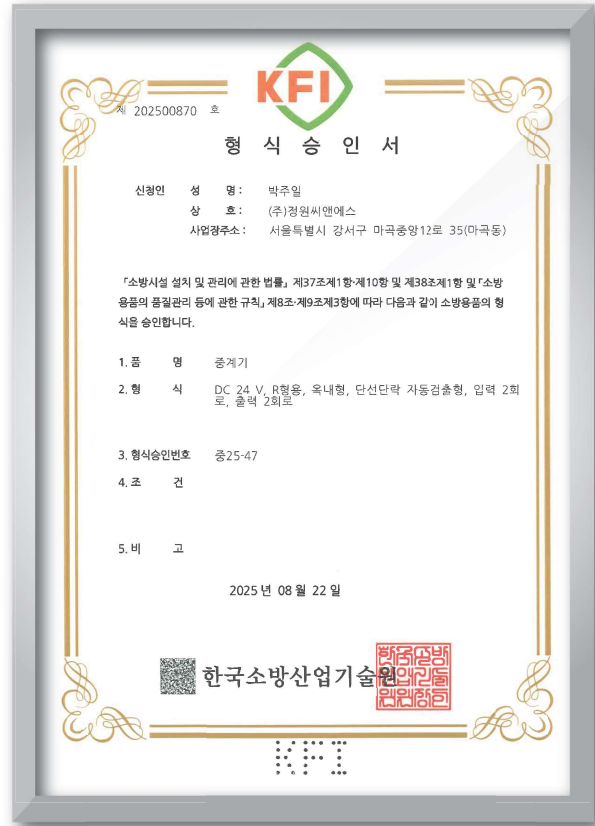 KFI
제 202500870 호
형 식 승 인 서
신청인 성 명 : 박주일
상 호 : (주)정원씨앤에스
사업장주소 : 서울특별시 강서구 마곡중앙12로 35(마곡동)
「소방시설 설치 및 관리에 관한 법률」 제37조제1항·제10항 및 제38조제1항 및 「소방
용품의 품질관리 등에 관한 규칙」 제8조·제9조제3항에 따라 다음과 같이 소방용품의 형
식을 승인합니다.
1. 품 명 중계기
2. 형 식 DC 24 V, R형용, 옥내형, 단선단락 자동검출형, 입력 2회
로, 출력 2회로
3. 형식승인번호 중25-47
4. 조 건
5. 비 고
2025 년 08 월 22 일
한국소방산업기술원
KFI